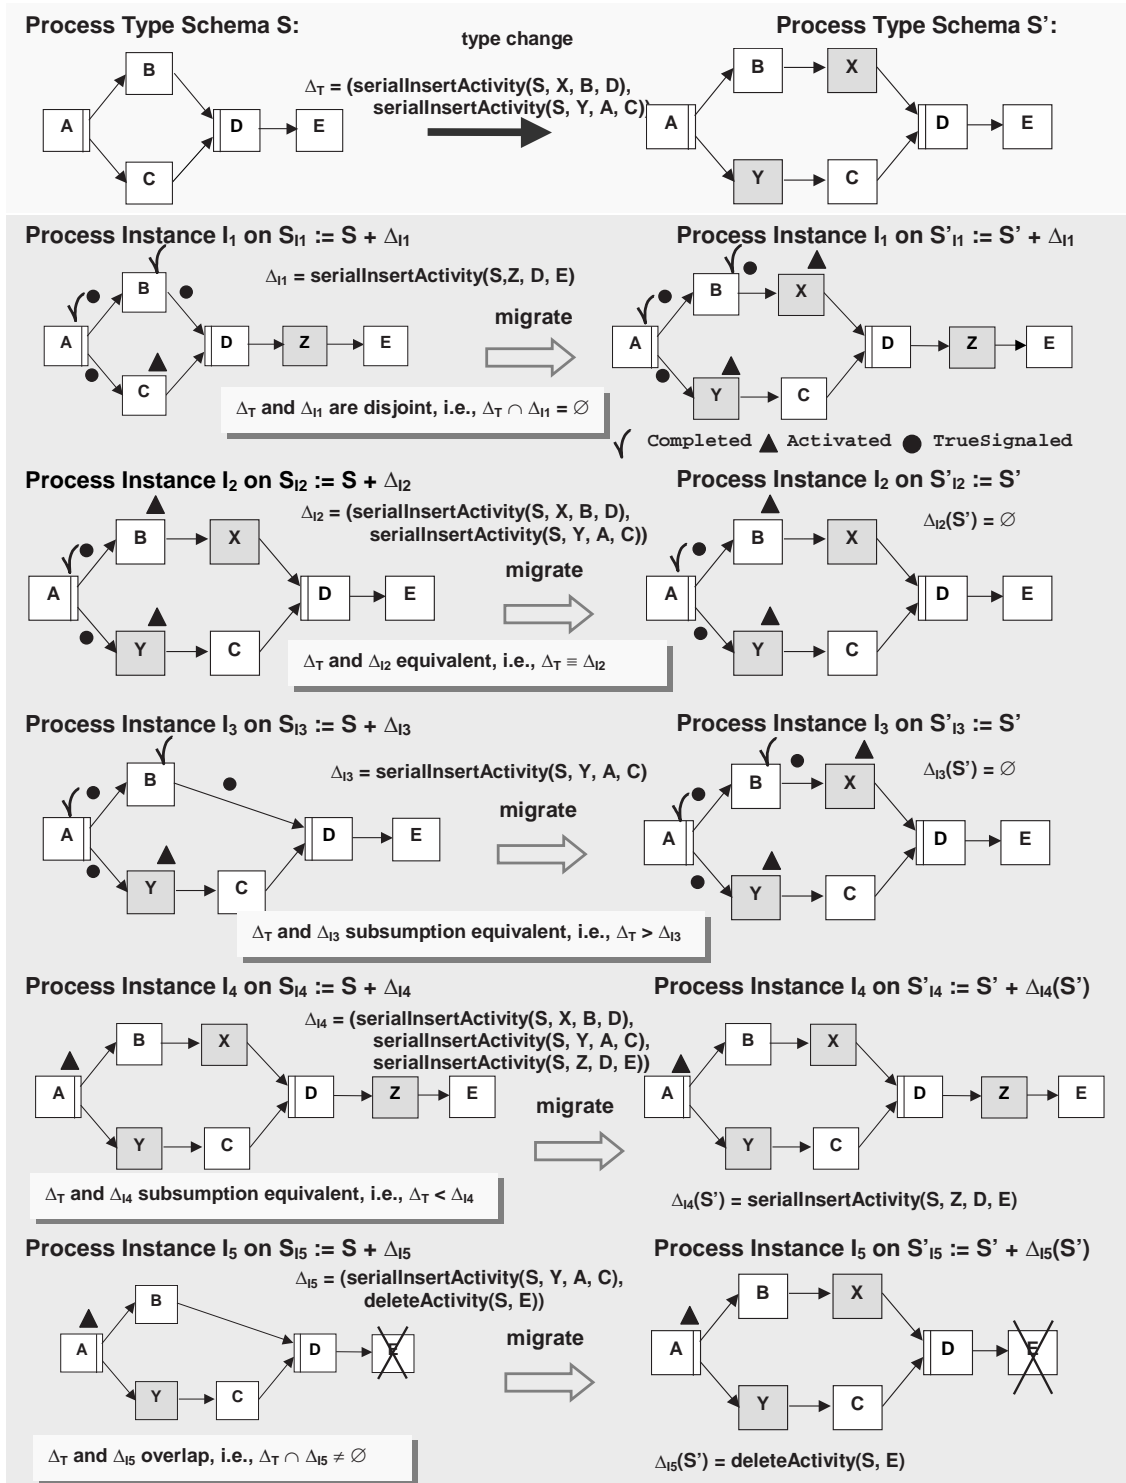 Process Type Schema S:
type change
Process Type Schema S’:
ΔT = (serialInsertActivity(S, X, B, D),
serialInsertActivity(S, Y, A, C))
B
A
D
E
C
B
X
A
D
E
Y
C
Process Instance I1 on SI1 := S + ΔI1
Process Instance I1 on S’I1 := S’ + ΔI1
ΔI1 = serialInsertActivity(S,Z, D, E)
migrate
B
A
D
Z
E
C
B
X
A
D
Z
E
Y
C
ΔT and ΔI1 are disjoint, i.e., ΔT ∩ ΔI1 = ∅
Completed
Activated
TrueSignaled
Process Instance I2 on SI2 := S + ΔI2
Process Instance I2 on S’I2 := S’
ΔI2 = (serialInsertActivity(S, X, B, D),
serialInsertActivity(S, Y, A, C))
ΔI2(S’) = ∅
migrate
B
X
A
D
E
Y
C
B
X
A
D
E
Y
C
ΔT and ΔI2 equivalent, i.e., ΔT ≡ ΔI2
Process Instance I3 on SI3 := S + ΔI3
Process Instance I3 on S’I3 := S’
ΔI3 = serialInsertActivity(S, Y, A, C)
ΔI3(S’) = ∅
migrate
B
A
D
E
Y
C
B
X
A
D
E
Y
C
ΔT and ΔI3 subsumption equivalent, i.e., ΔT > ΔI3
Process Instance I4 on SI4 := S + ΔI4
Process Instance I4 on S’I4 := S’ + ΔI4(S’)
ΔI4 = (serialInsertActivity(S, X, B, D),
serialInsertActivity(S, Y, A, C),
serialInsertActivity(S, Z, D, E))
migrate
B
X
A
D
Z
E
Y
C
B
X
A
D
Z
E
Y
C
ΔT and ΔI4 subsumption equivalent, i.e., ΔT < ΔI4
ΔI4(S’) = serialInsertActivity(S, Z, D, E)
Process Instance I5 on SI5 := S + ΔI5
Process Instance I5 on S’I5 := S’ + ΔI5(S’)
ΔI5 = (serialInsertActivity(S, Y, A, C),
deleteActivity(S, E))
migrate
B
A
D
E
Y
C
B
X
A
D
E
Y
C
ΔT and ΔI5 overlap, i.e., ΔT ∩ ΔI5 ≠ ∅
ΔI5(S’) = deleteActivity(S, E)